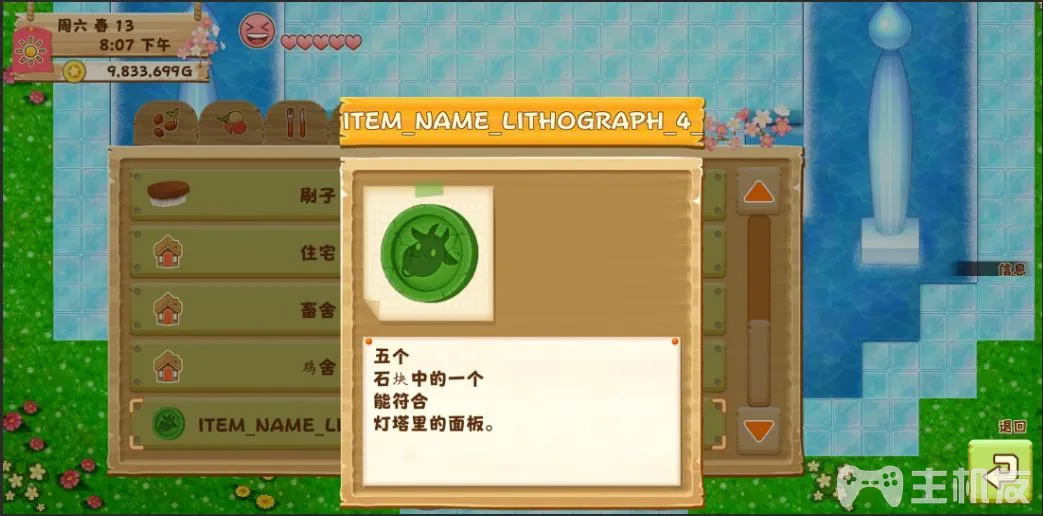 周六 春 13
8:07 下午
9,833,699G
ITEM_NAME_LITHOGRAPH_4_
刷子
住宅
畜舍
鸡舍
ITEM_NAME_LI
五个
石块中的一个
能符合
灯塔里的面板。
信息
退回
主机友